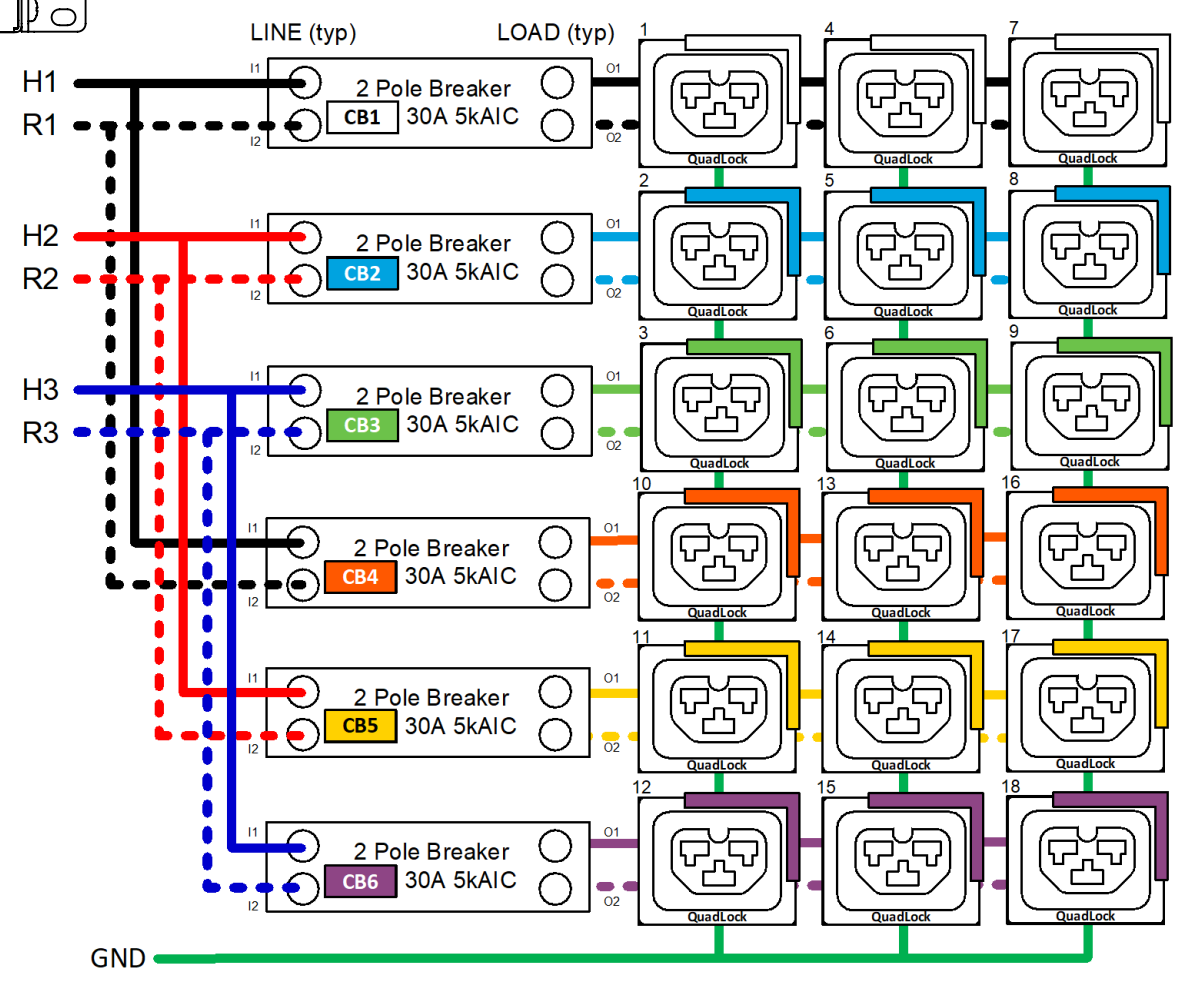 LINE (typ)
LOAD (typ)
1
4
7
H1
I1
2 Pole Breaker
O1
R1
CB1
30A 5kAIC
I2
O2
QuadLock
QuadLock
QuadLock
2
5
8
H2
I1
2 Pole Breaker
O1
R2
CB2
30A 5kAIC
I2
O2
QuadLock
QuadLock
QuadLock
3
6
9
H3
I1
2 Pole Breaker
O1
R3
CB3
30A 5kAIC
I2
O2
QuadLock
QuadLock
QuadLock
10
13
16
I1
2 Pole Breaker
O1
CB4
30A 5kAIC
I2
O2
QuadLock
QuadLock
QuadLock
11
14
17
I1
2 Pole Breaker
O1
CB5
30A 5kAIC
I2
O2
QuadLock
QuadLock
QuadLock
12
15
18
I1
2 Pole Breaker
O1
CB6
30A 5kAIC
I2
O2
QuadLock
QuadLock
QuadLock
GND